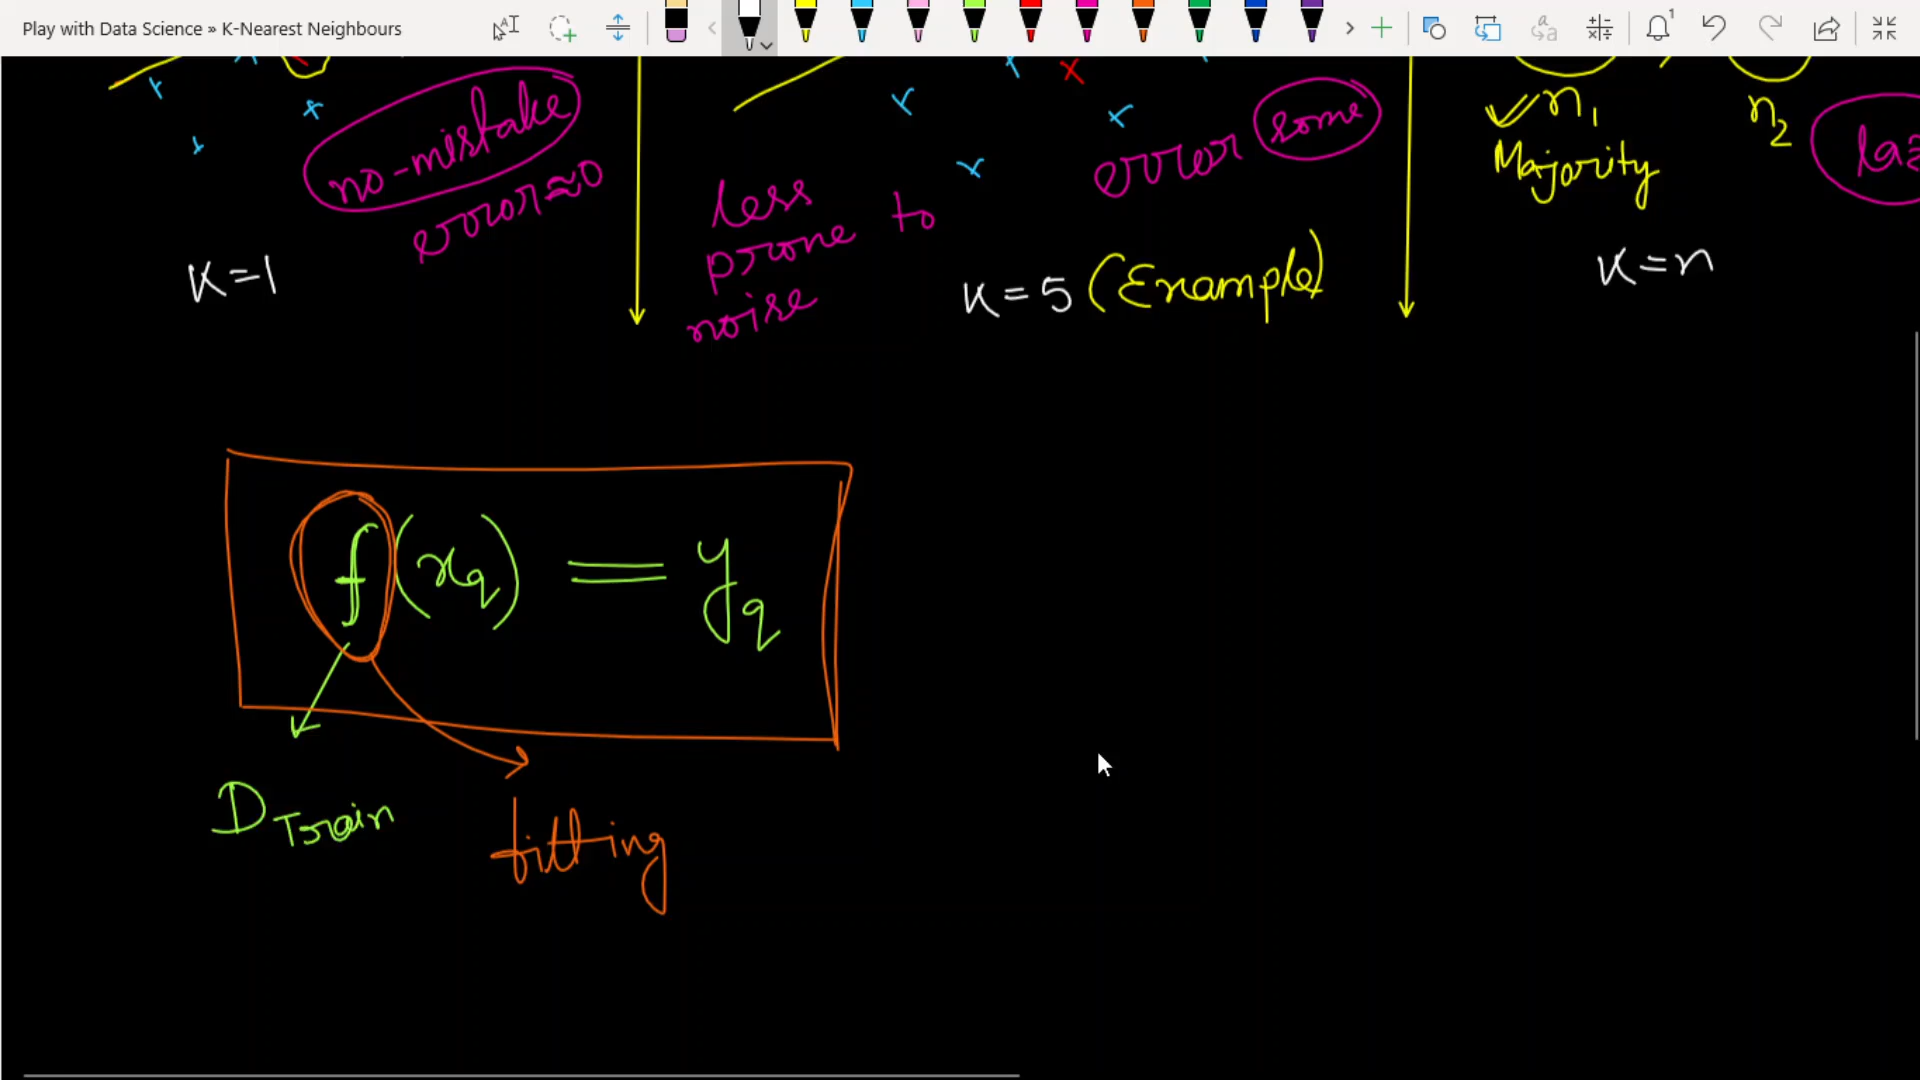 Play with Data Science » K-Nearest Neighbours
no-mistake
error≈0
K=1
less
prone to
noise
error some
K=5 (Example)
n1
Majority
n2
K=n
f(xq) = yq
DTrain
fitting